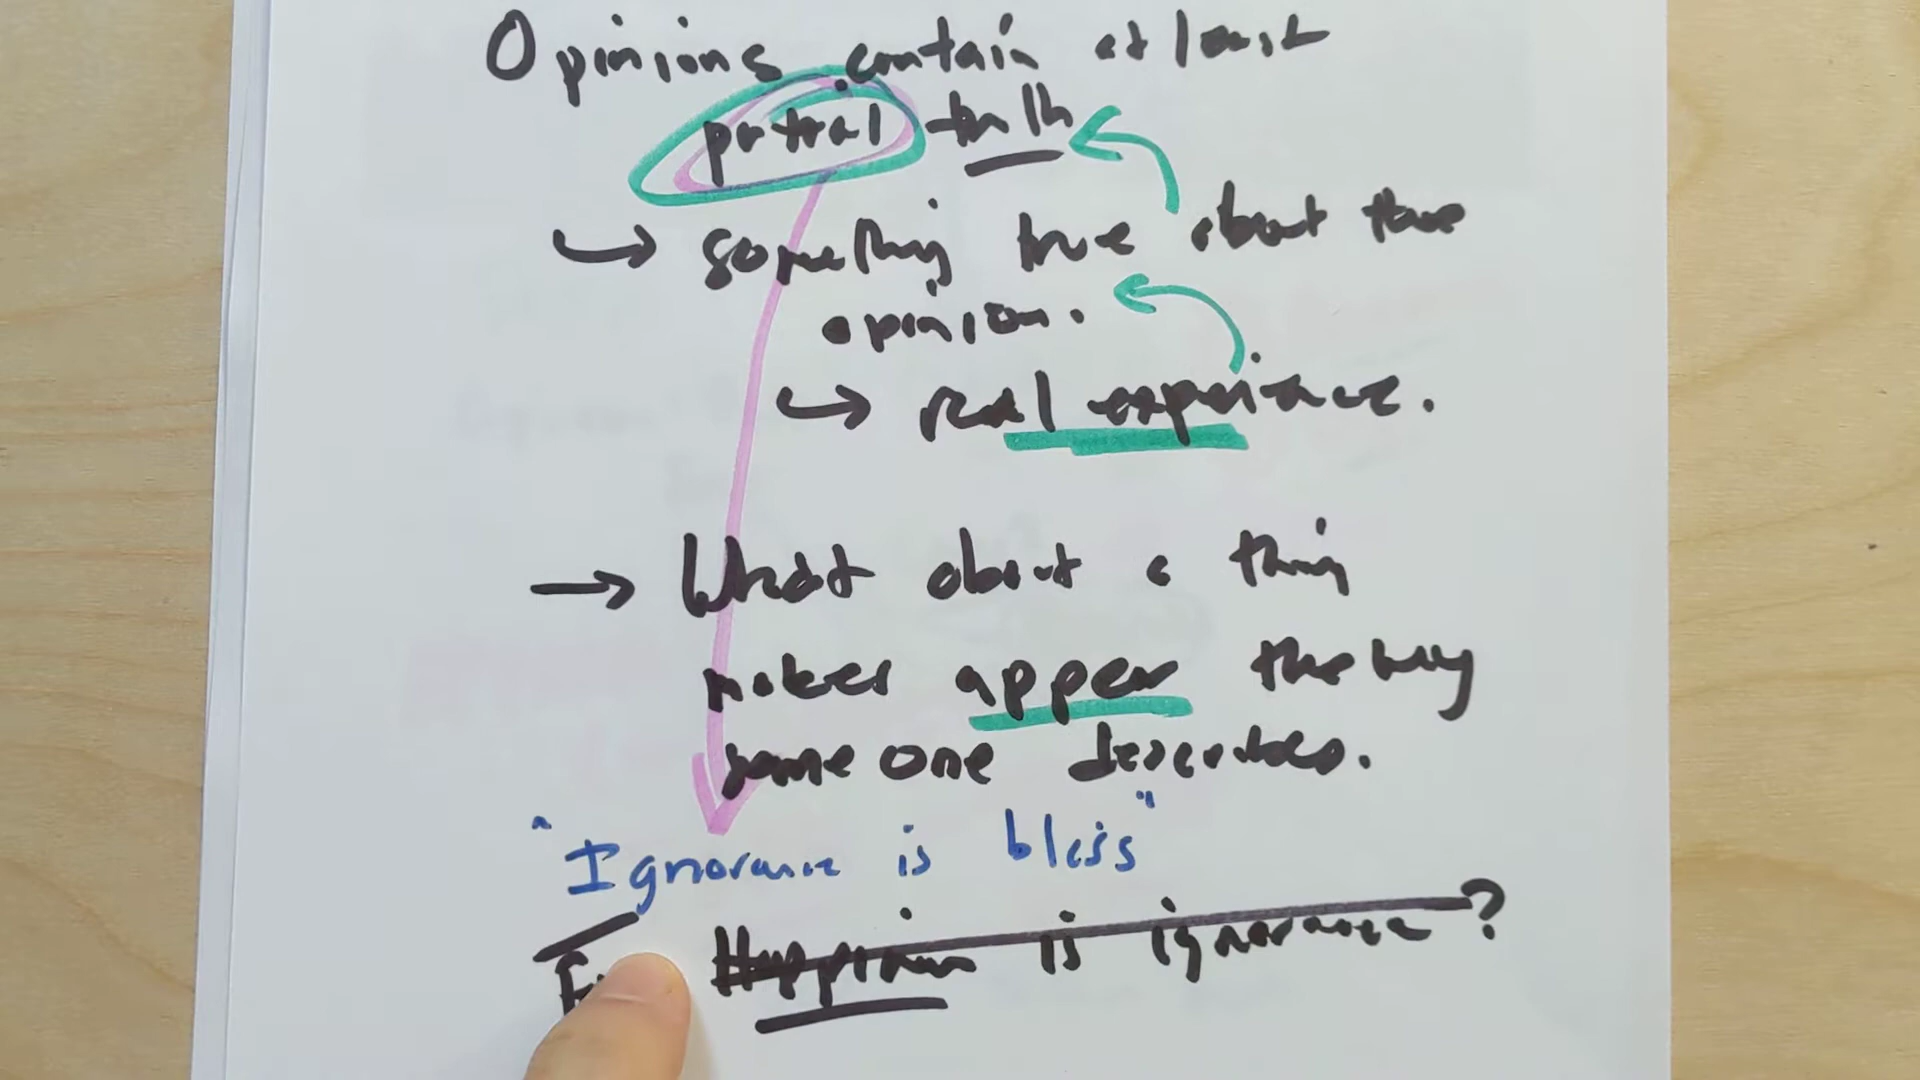 Opinions contain at least
partial truth
↪ something true about the
opinion.
↪ real experience.
→ What about a thing
makes appear the way
someone describes.
"Ignorance is bliss"
Happiness is ignorance?